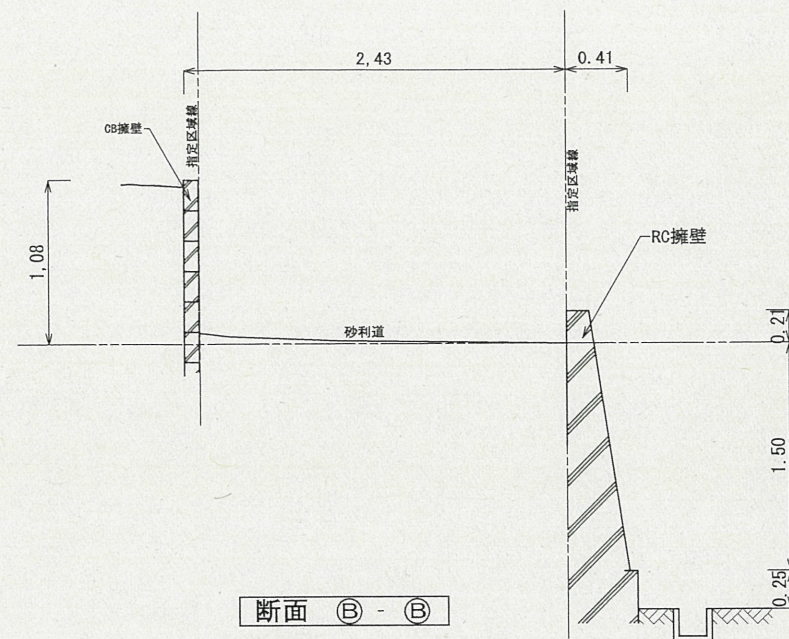 2,43
0.41
CB擁壁
指定区域線
指定区域線
1,08
RC擁壁
砂利道
0.21
1.50
0.25
断面 Ⓑ - Ⓑ